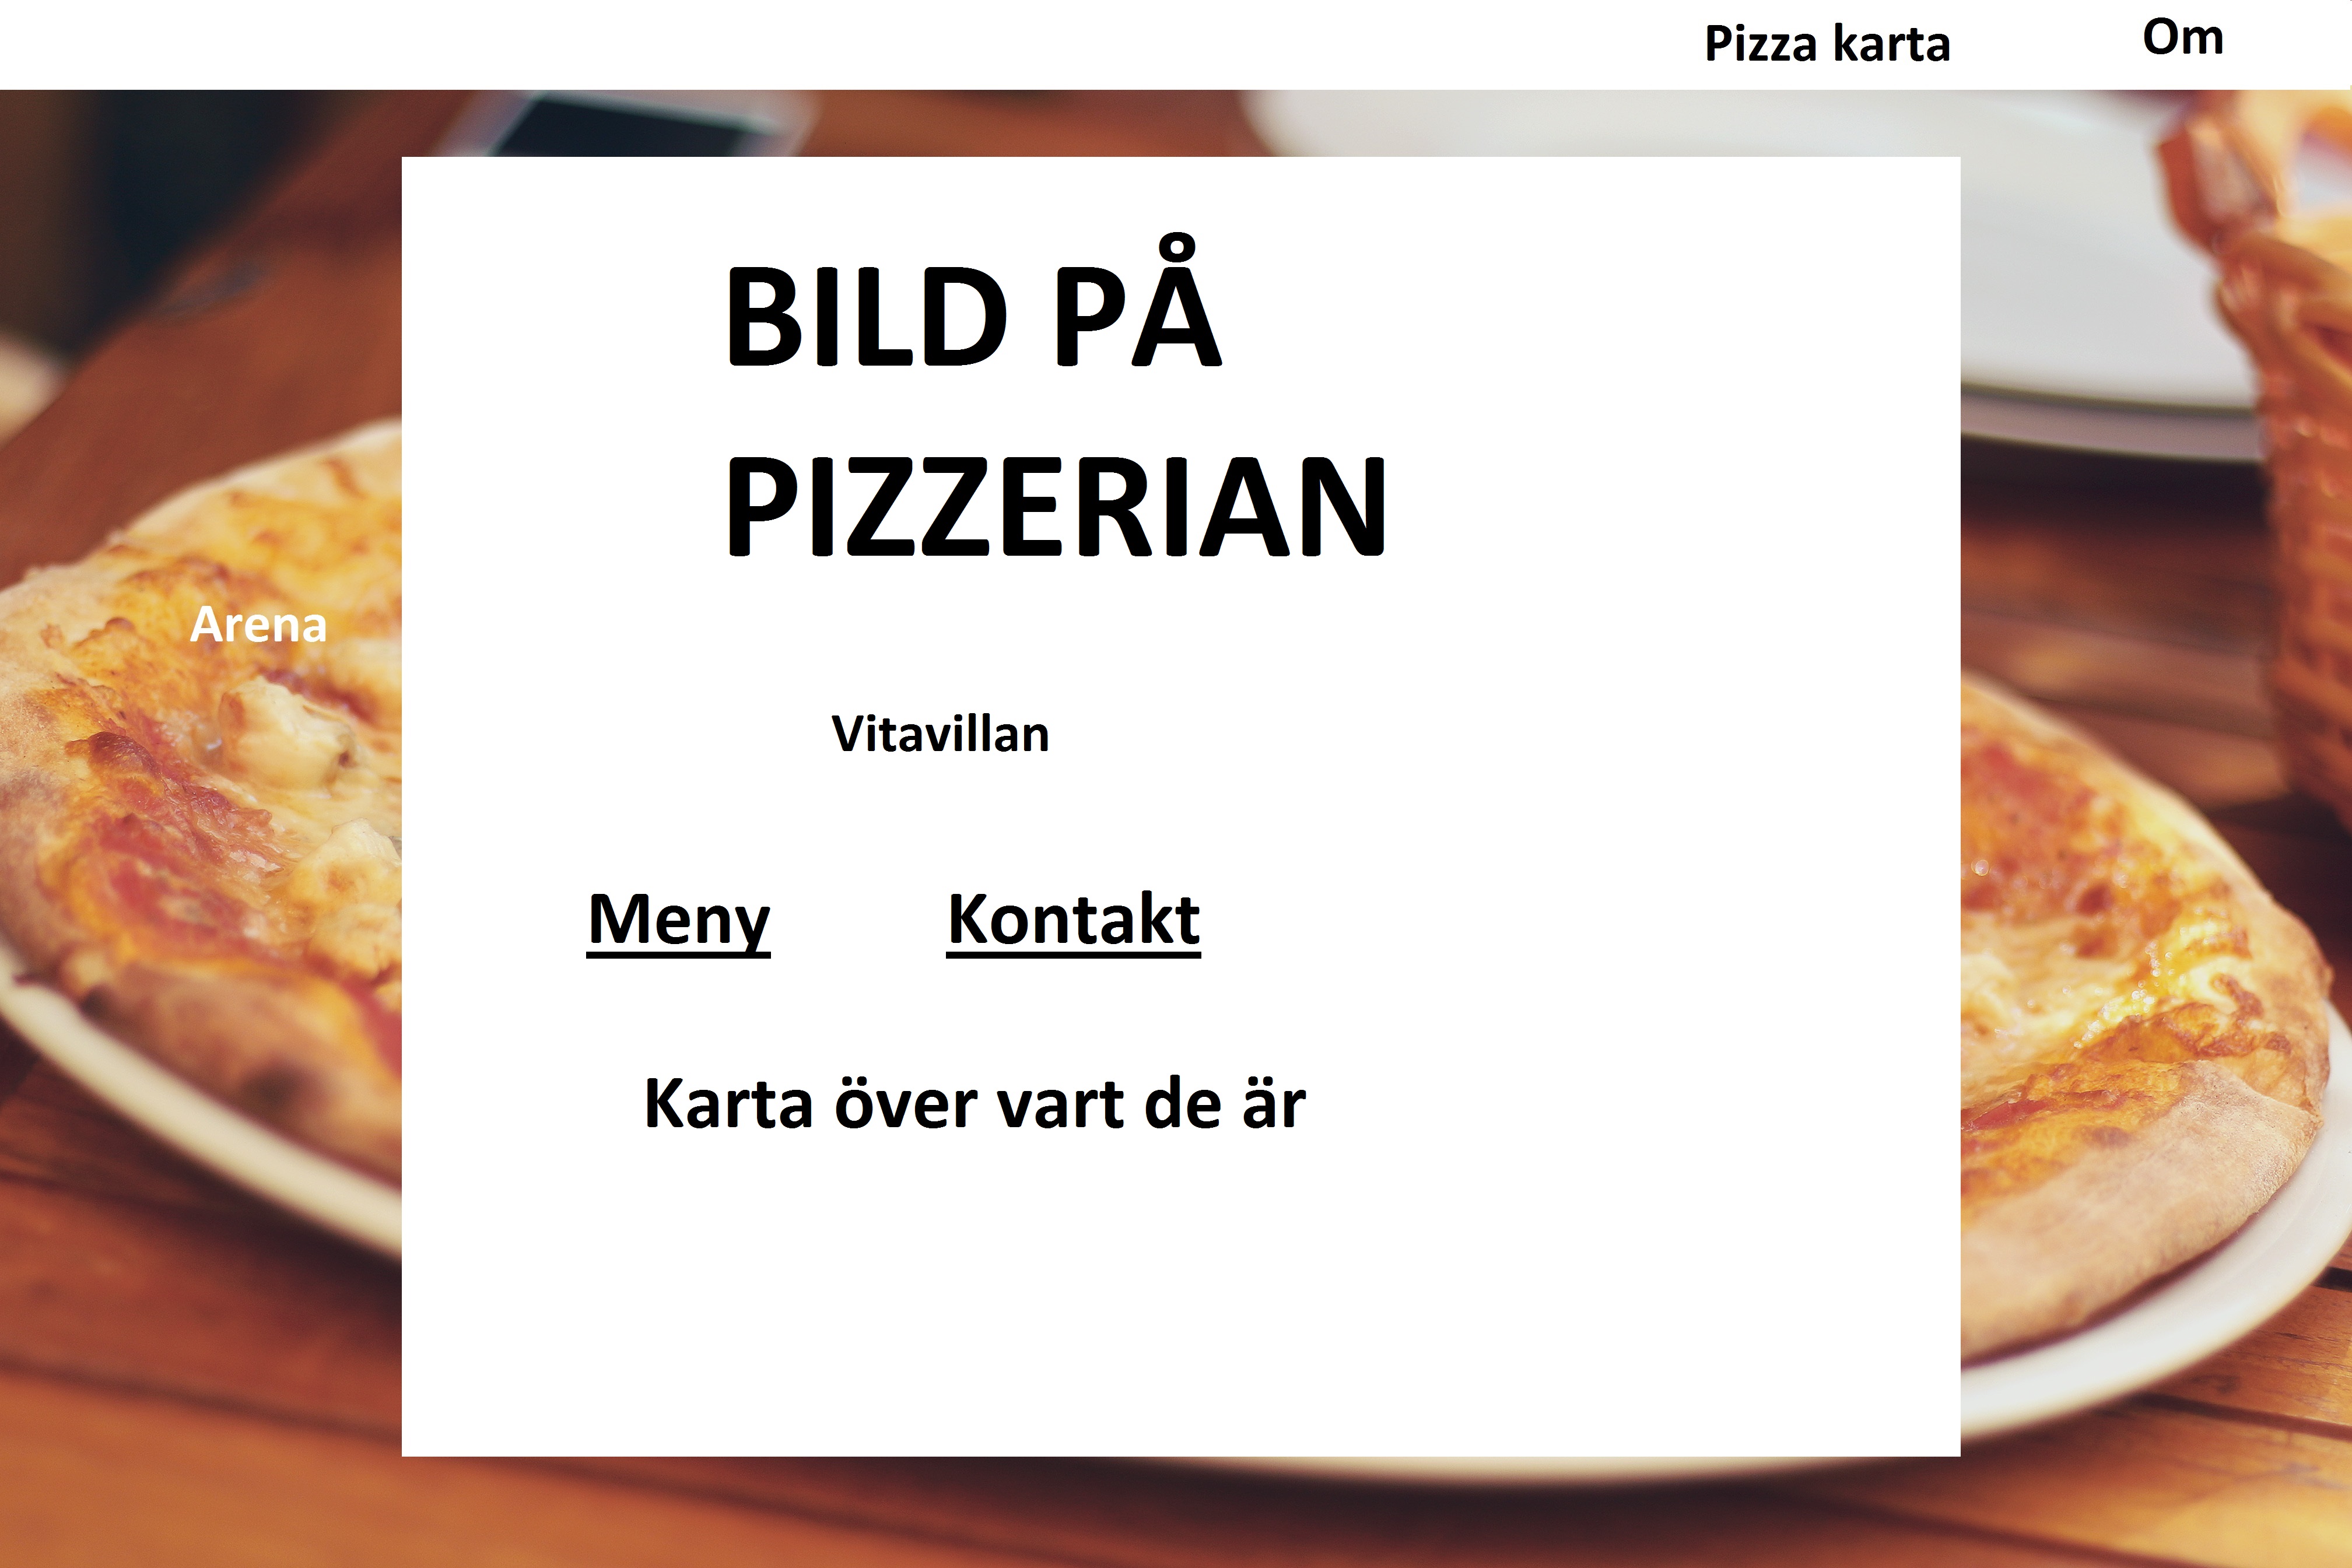 Pizza karta
Om
BILD PÅ
PIZZERIAN
Arena
Vitavillan
Meny
Kontakt
Karta över vart de är